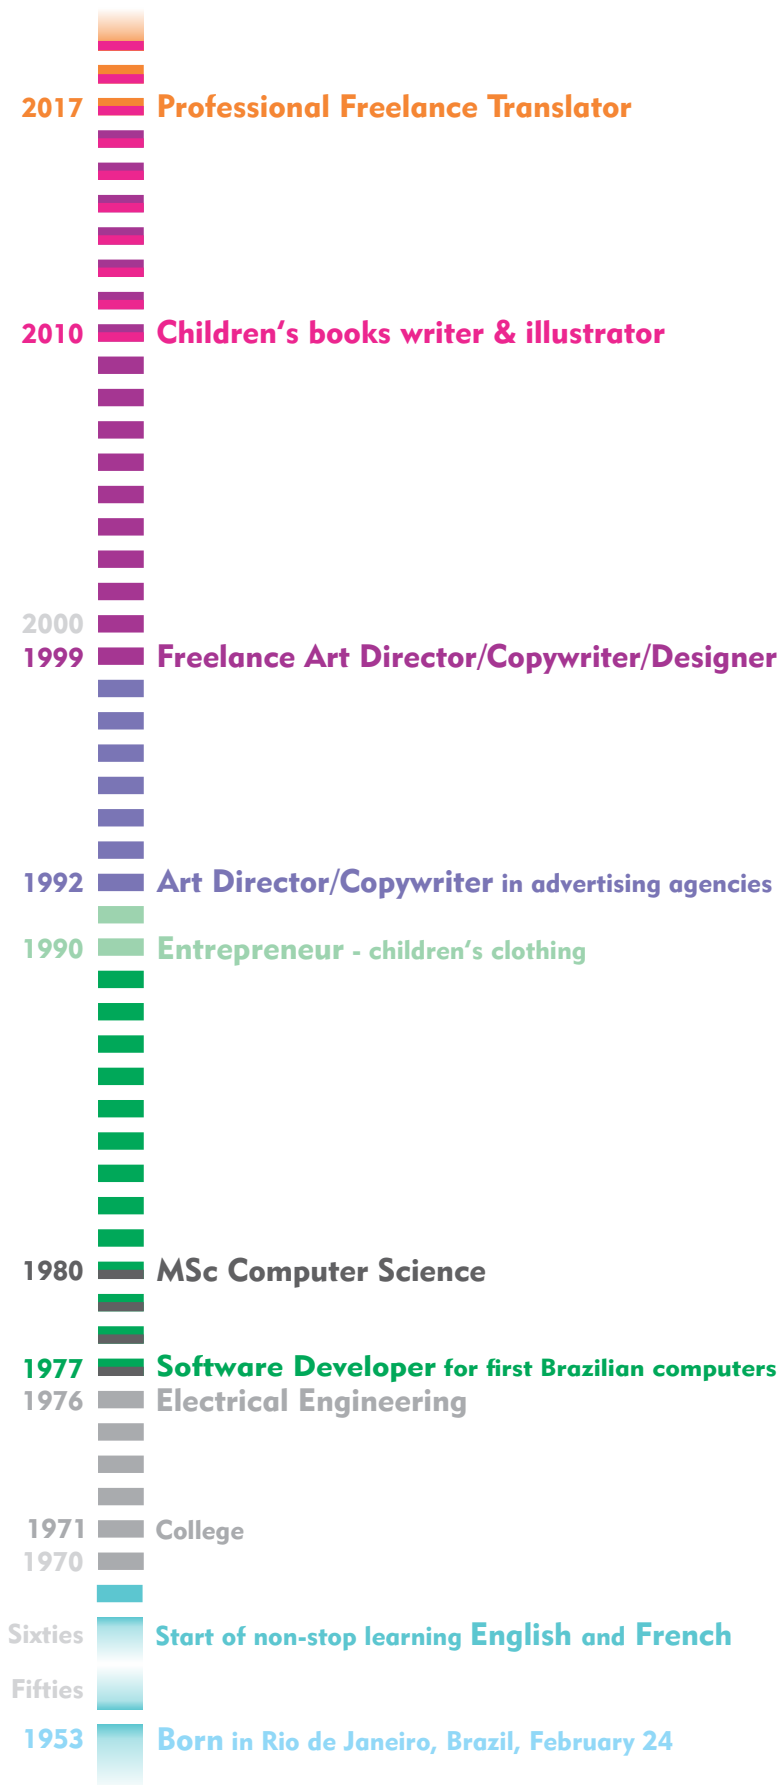 2017 Professional Freelance Translator
2010 Children's books writer & illustrator
2000
1999 Freelance Art Director/Copywriter/Designer
1992 Art Director/Copywriter in advertising agencies
1990 Entrepreneur - children's clothing
1980 MSc Computer Science
1977 Software Developer for first Brazilian computers
1976 Electrical Engineering
1971 College
1970
Sixties Start of non-stop learning English and French
Fifties
1953 Born in Rio de Janeiro, Brazil, February 24